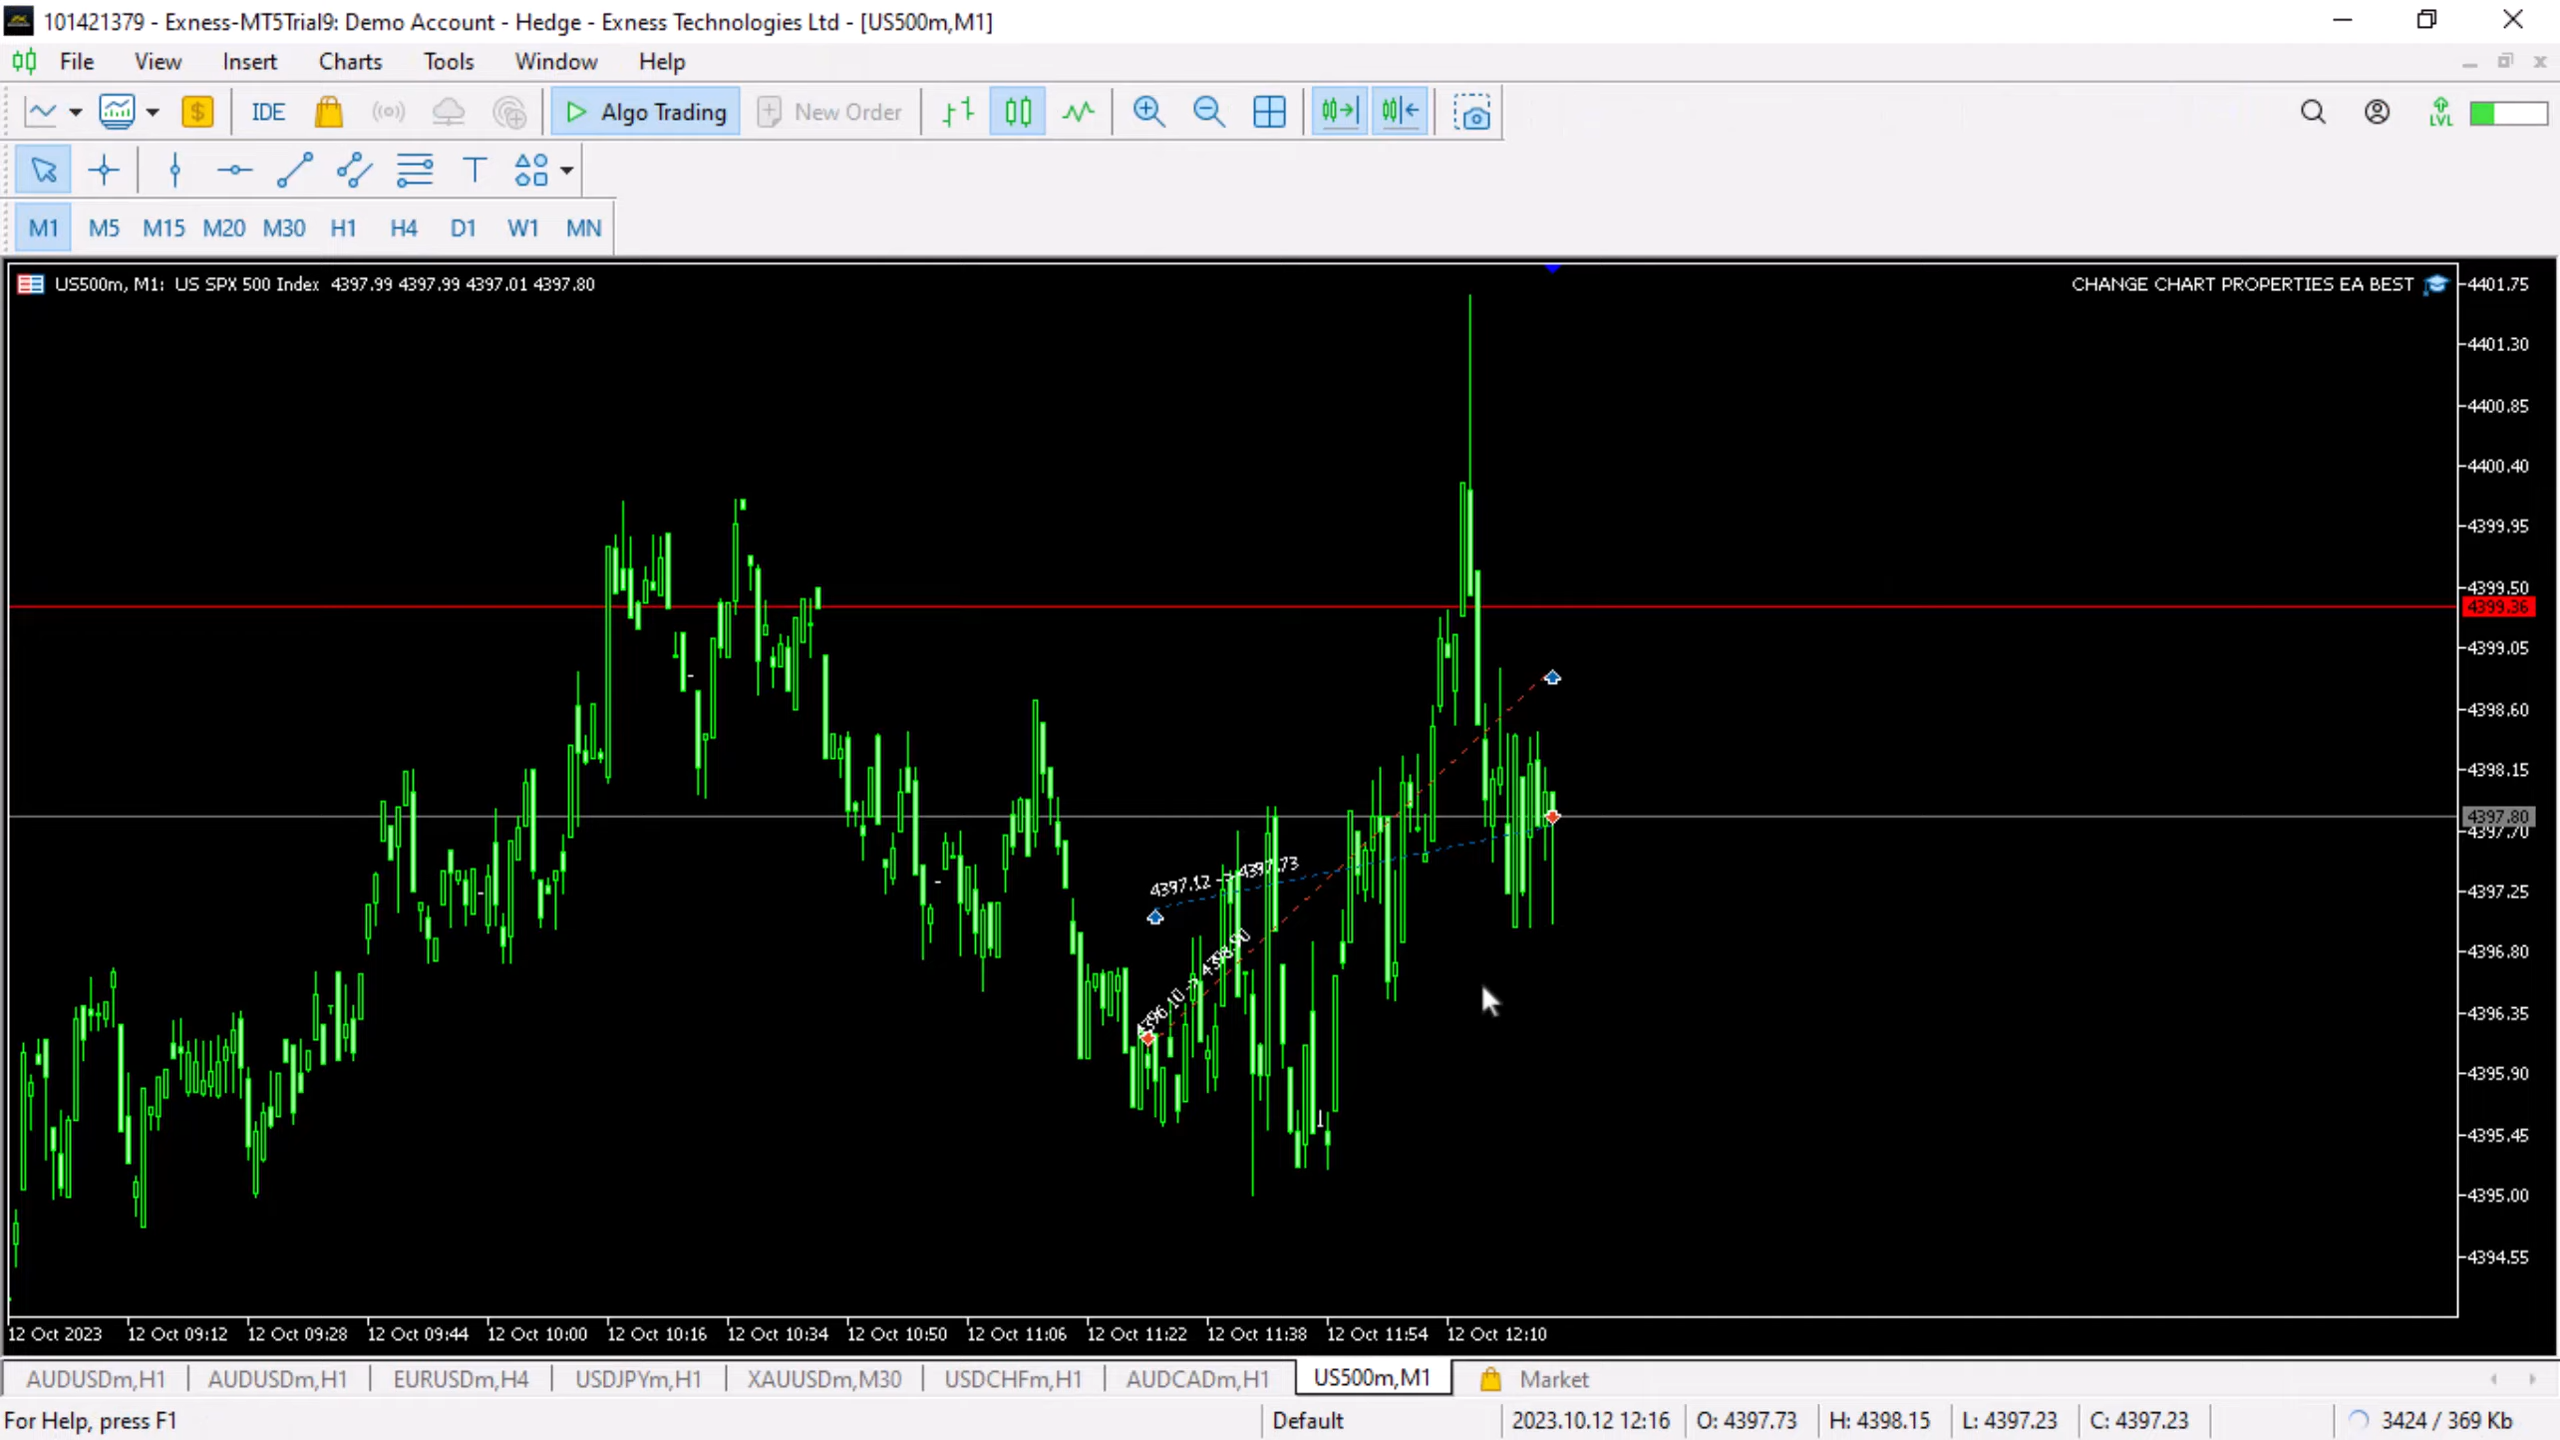 101421379 - Exness-MT5Trial9: Demo Account - Hedge - Exness Technologies Ltd - [US500m,M1]
File View Insert Charts Tools Window Help
IDE Algo Trading New Order LVL
T
M1 M5 M15 M20 M30 H1 H4 D1 W1 MN
US500m, M1: US SPX 500 Index 4397.99 4397.99 4397.01 4397.80
CHANGE CHART PROPERTIES EA BEST
4401.75
4401.30
4400.85
4400.40
4399.95
4399.50
4399.36
4399.05
4398.60
4398.15
4397.80
4397.70
4397.25
4396.80
4396.35
4395.90
4395.45
4395.00
4394.55
4397.12 -> 4397.73
4396.10 -> 4398.90
12 Oct 2023 12 Oct 09:12 12 Oct 09:28 12 Oct 09:44 12 Oct 10:00 12 Oct 10:16 12 Oct 10:34 12 Oct 10:50 12 Oct 11:06 12 Oct 11:22 12 Oct 11:38 12 Oct 11:54 12 Oct 12:10
AUDUSDm,H1 AUDUSDm,H1 EURUSDm,H4 USDJPYm,H1 XAUUSDm,M30 USDCHFm,H1 AUDCADm,H1 US500m,M1 Market
For Help, press F1 Default 2023.10.12 12:16 O: 4397.73 H: 4398.15 L: 4397.23 C: 4397.23 3424 / 369 Kb